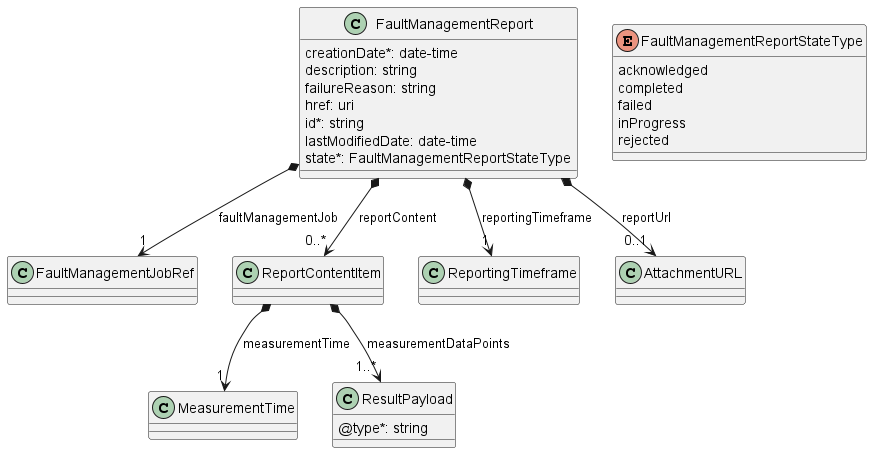 C FaultManagementReport
creationDate*: date-time
description: string
failureReason: string
href: uri
id*: string
lastModifiedDate: date-time
state*: FaultManagementReportStateType
E FaultManagementReportStateType
acknowledged
completed
failed
inProgress
rejected
faultManagementJob
reportContent
reportingTimeframe
reportUrl
1
0..*
1
0..1
C FaultManagementJobRef
C ReportContentItem
C ReportingTimeframe
C AttachmentURL
measurementTime
measurementDataPoints
1
1..*
C MeasurementTime
C ResultPayload
@type*: string